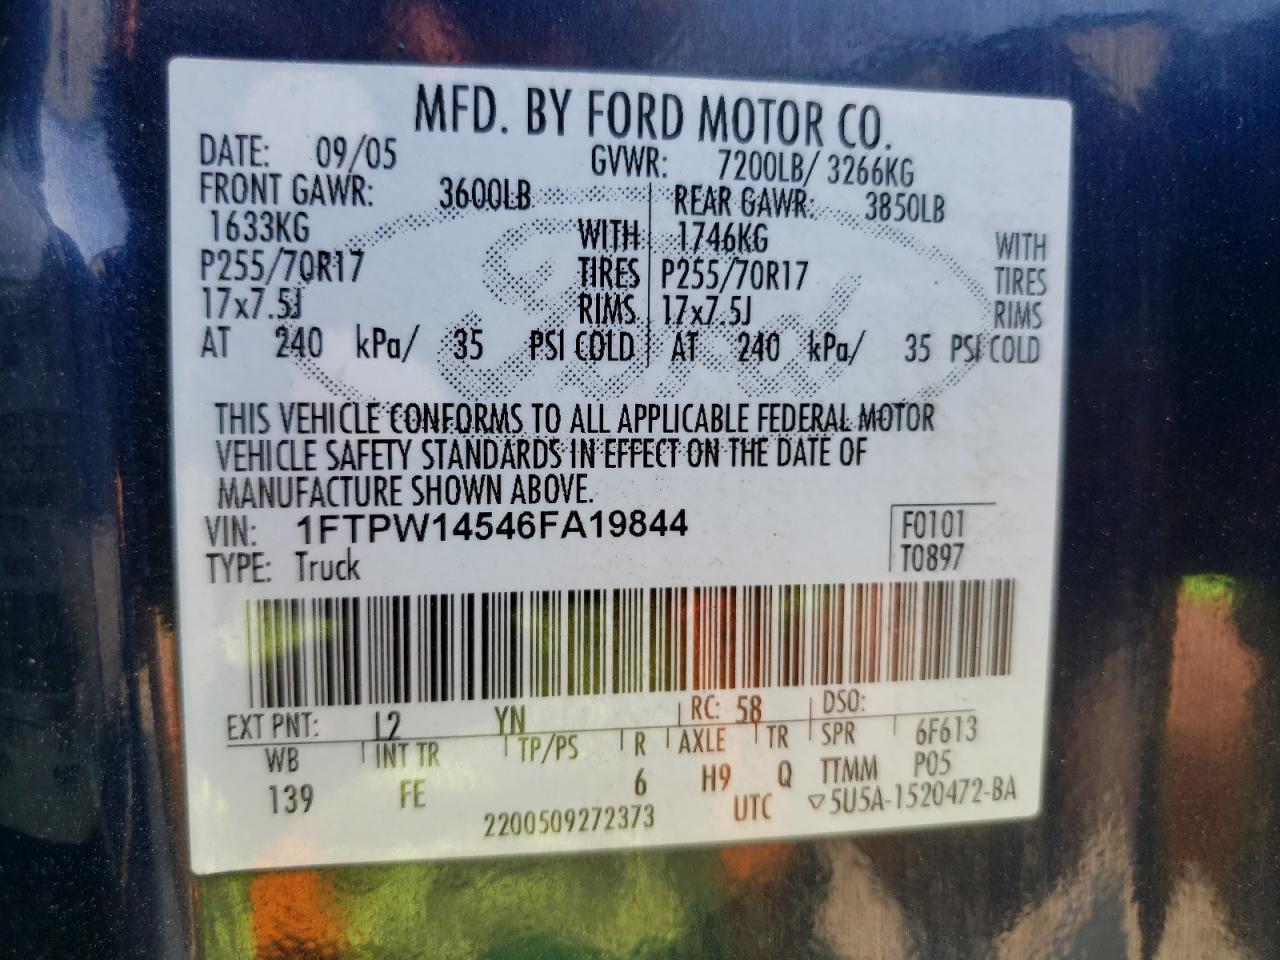 MFD. BY FORD MOTOR CO.
DATE: 09/05 GVWR: 7200LB/ 3266KG
FRONT GAWR: 3600LB REAR GAWR: 3850LB
1633KG WITH 1746KG WITH
P255/70R17 TIRES P255/70R17 TIRES
17x7.5J RIMS 17x7.5J RIMS
AT 240 kPa/ 35 PSI COLD AT 240 kPa/ 35 PSI COLD
Ford
THIS VEHICLE CONFORMS TO ALL APPLICABLE FEDERAL MOTOR
VEHICLE SAFETY STANDARDS IN EFFECT ON THE DATE OF
MANUFACTURE SHOWN ABOVE.
VIN: 1FTPW14546FA19844 F0101
TYPE: Truck T0897
EXT PNT: L2 YN RC: 58 DSO:
WB INT TR TP/PS R AXLE TR SPR 6F613
139 FE 6 H9 Q TTMM P05
2200509272373 UTC ▽5U5A-1520472-BA